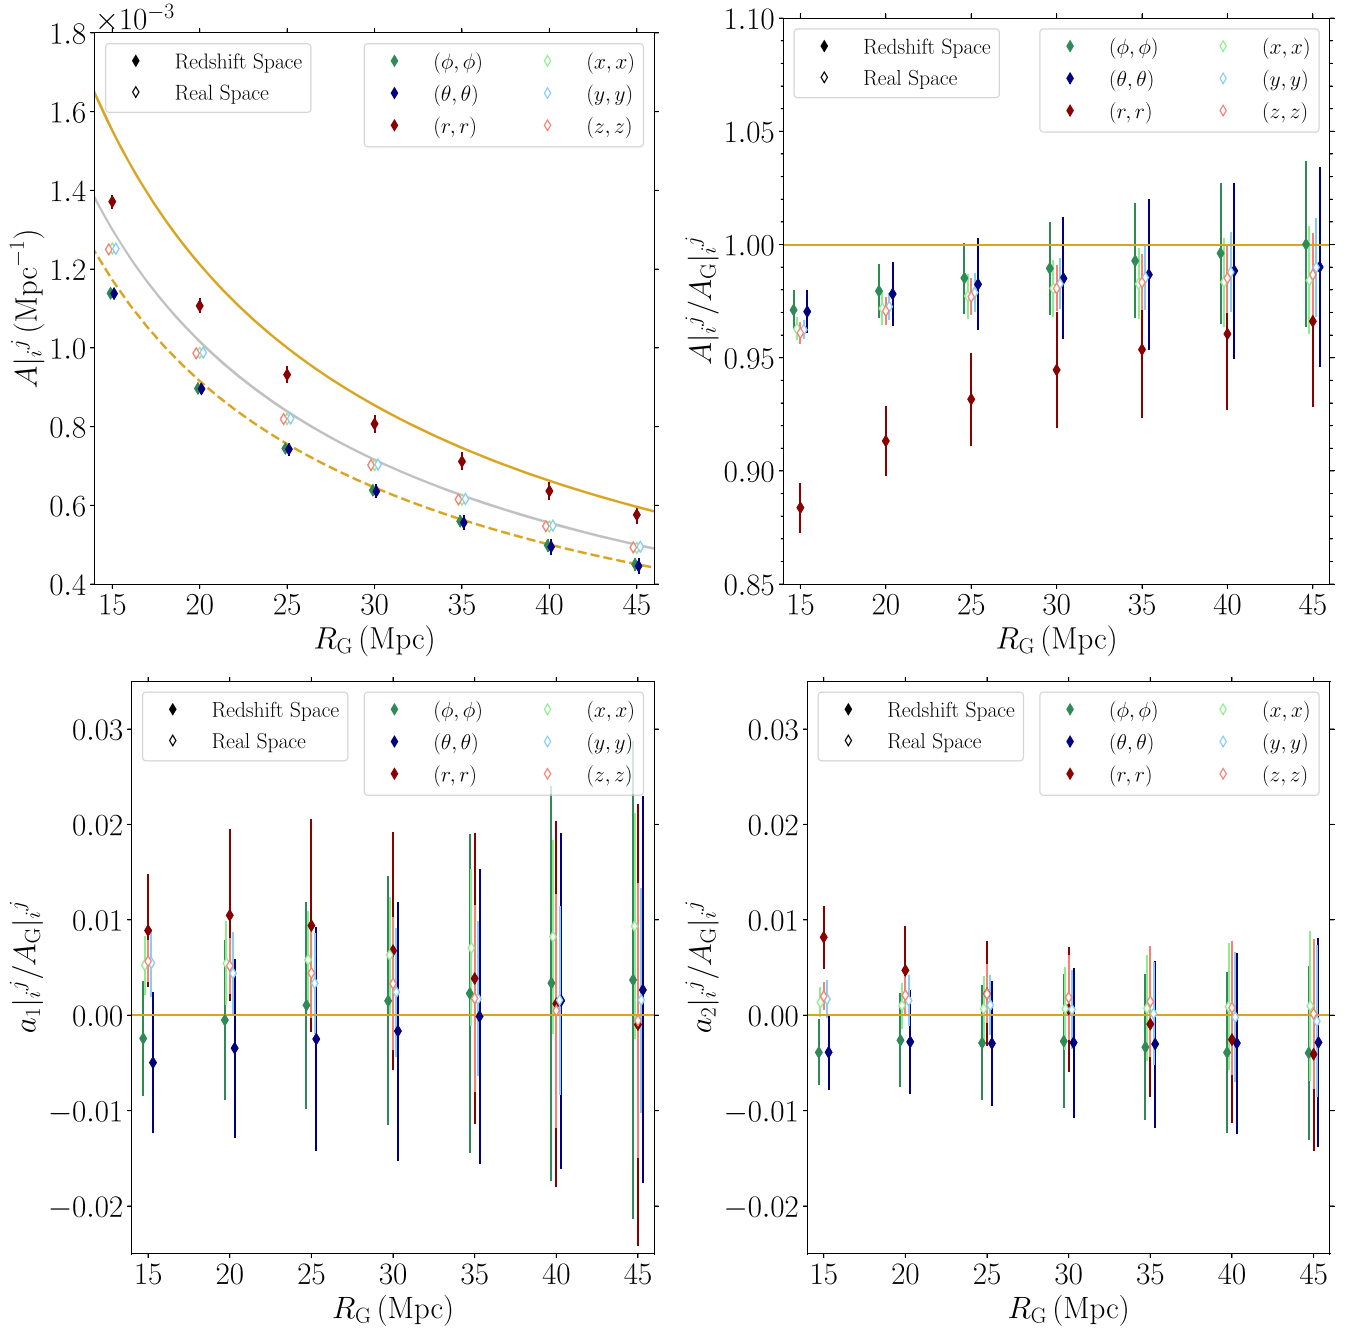 ×10⁻³
1.8
1.6
1.4
1.2
1.0
0.8
0.6
0.4
A|ᵢʲ (Mpc⁻¹)
Redshift Space
Real Space
(ϕ, ϕ)
(θ, θ)
(r, r)
(x, x)
(y, y)
(z, z)
15 20 25 30 35 40 45
R_G (Mpc)
1.10
1.05
1.00
0.95
0.90
0.85
A|ᵢʲ/A_G|ᵢʲ
Redshift Space
Real Space
(ϕ, ϕ)
(θ, θ)
(r, r)
(x, x)
(y, y)
(z, z)
15 20 25 30 35 40 45
R_G (Mpc)
0.03
0.02
0.01
0.00
−0.01
−0.02
a₁|ᵢʲ/A_G|ᵢʲ
Redshift Space
Real Space
(ϕ, ϕ)
(θ, θ)
(r, r)
(x, x)
(y, y)
(z, z)
15 20 25 30 35 40 45
R_G (Mpc)
0.03
0.02
0.01
0.00
−0.01
−0.02
a₂|ᵢʲ/A_G|ᵢʲ
Redshift Space
Real Space
(ϕ, ϕ)
(θ, θ)
(r, r)
(x, x)
(y, y)
(z, z)
15 20 25 30 35 40 45
R_G (Mpc)